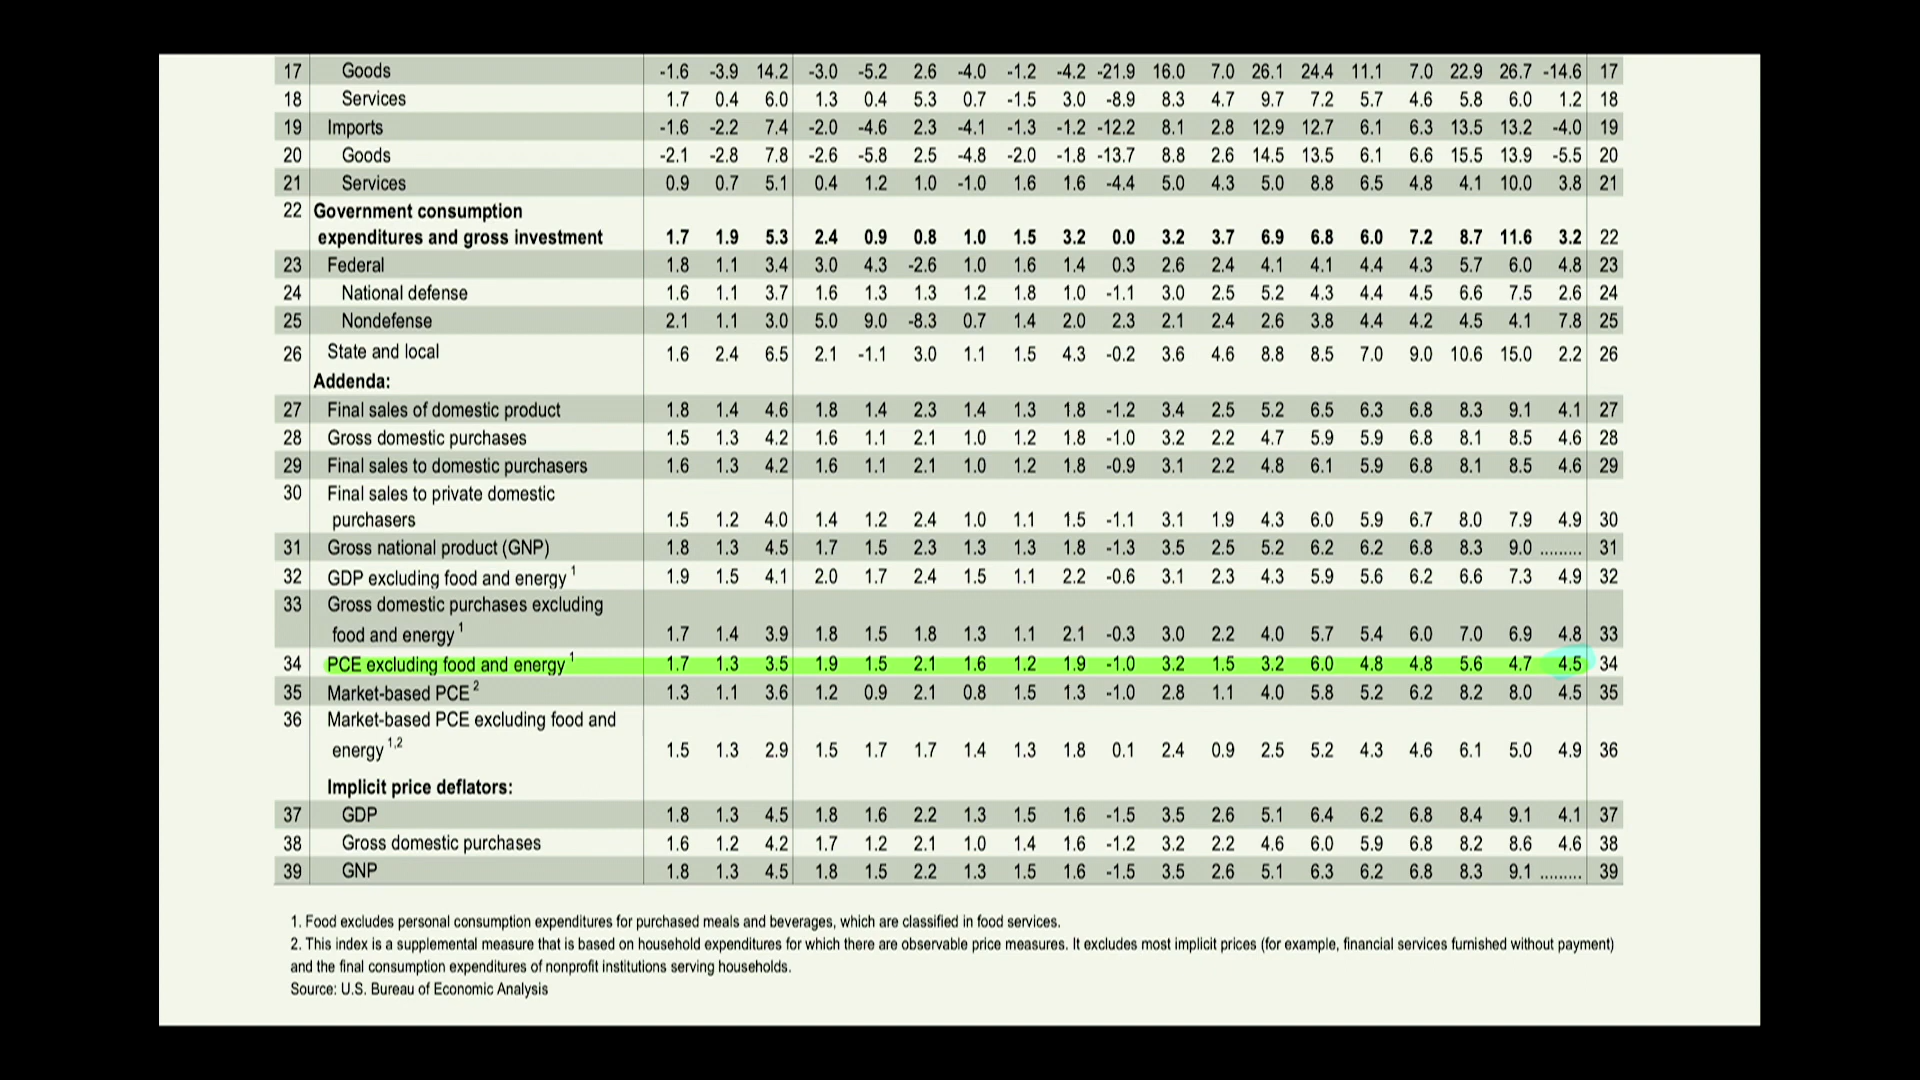 17 Goods -1.6 -3.9 14.2 -3.0 -5.2 2.6 -4.0 -1.2 -4.2 -21.9 16.0 7.0 26.1 24.4 11.1 7.0 22.9 26.7 -14.6 17
18 Services 1.7 0.4 6.0 1.3 0.4 5.3 0.7 -1.5 3.0 -8.9 8.3 4.7 9.7 7.2 5.7 4.6 5.8 6.0 1.2 18
19 Imports -1.6 -2.2 7.4 -2.0 -4.6 2.3 -4.1 -1.3 -1.2 -12.2 8.1 2.8 12.9 12.7 6.1 6.3 13.5 13.2 -4.0 19
20 Goods -2.1 -2.8 7.8 -2.6 -5.8 2.5 -4.8 -2.0 -1.8 -13.7 8.8 2.6 14.5 13.5 6.1 6.6 15.5 13.9 -5.5 20
21 Services 0.9 0.7 5.1 0.4 1.2 1.0 -1.0 1.6 1.6 -4.4 5.0 4.3 5.0 8.8 6.5 4.8 4.1 10.0 3.8 21
22 Government consumption
expenditures and gross investment 1.7 1.9 5.3 2.4 0.9 0.8 1.0 1.5 3.2 0.0 3.2 3.7 6.9 6.8 6.0 7.2 8.7 11.6 3.2 22
23 Federal 1.8 1.1 3.4 3.0 4.3 -2.6 1.0 1.6 1.4 0.3 2.6 2.4 4.1 4.1 4.4 4.3 5.7 6.0 4.8 23
24 National defense 1.6 1.1 3.7 1.6 1.3 1.3 1.2 1.8 1.0 -1.1 3.0 2.5 5.2 4.3 4.4 4.5 6.6 7.5 2.6 24
25 Nondefense 2.1 1.1 3.0 5.0 9.0 -8.3 0.7 1.4 2.0 2.3 2.1 2.4 2.6 3.8 4.4 4.2 4.5 4.1 7.8 25
26 State and local 1.6 2.4 6.5 2.1 -1.1 3.0 1.1 1.5 4.3 -0.2 3.6 4.6 8.8 8.5 7.0 9.0 10.6 15.0 2.2 26
Addenda:
27 Final sales of domestic product 1.8 1.4 4.6 1.8 1.4 2.3 1.4 1.3 1.8 -1.2 3.4 2.5 5.2 6.5 6.3 6.8 8.3 9.1 4.1 27
28 Gross domestic purchases 1.5 1.3 4.2 1.6 1.1 2.1 1.0 1.2 1.8 -1.0 3.2 2.2 4.7 5.9 5.9 6.8 8.1 8.5 4.6 28
29 Final sales to domestic purchasers 1.6 1.3 4.2 1.6 1.1 2.1 1.0 1.2 1.8 -0.9 3.1 2.2 4.8 6.1 5.9 6.8 8.1 8.5 4.6 29
30 Final sales to private domestic
purchasers 1.5 1.2 4.0 1.4 1.2 2.4 1.0 1.1 1.5 -1.1 3.1 1.9 4.3 6.0 5.9 6.7 8.0 7.9 4.9 30
31 Gross national product (GNP) 1.8 1.3 4.5 1.7 1.5 2.3 1.3 1.3 1.8 -1.3 3.5 2.5 5.2 6.2 6.2 6.8 8.3 9.0 ......... 31
32 GDP excluding food and energy 1 1.9 1.5 4.1 2.0 1.7 2.4 1.5 1.1 2.2 -0.6 3.1 2.3 4.3 5.9 5.6 6.2 6.6 7.3 4.9 32
33 Gross domestic purchases excluding
food and energy 1 1.7 1.4 3.9 1.8 1.5 1.8 1.3 1.1 2.1 -0.3 3.0 2.2 4.0 5.7 5.4 6.0 7.0 6.9 4.8 33
34 PCE excluding food and energy 1 1.7 1.3 3.5 1.9 1.5 2.1 1.6 1.2 1.9 -1.0 3.2 1.5 3.2 6.0 4.8 4.8 5.6 4.7 4.5 34
35 Market-based PCE 2 1.3 1.1 3.6 1.2 0.9 2.1 0.8 1.5 1.3 -1.0 2.8 1.1 4.0 5.8 5.2 6.2 8.2 8.0 4.5 35
36 Market-based PCE excluding food and
energy 1,2 1.5 1.3 2.9 1.5 1.7 1.7 1.4 1.3 1.8 0.1 2.4 0.9 2.5 5.2 4.3 4.6 6.1 5.0 4.9 36
Implicit price deflators:
37 GDP 1.8 1.3 4.5 1.8 1.6 2.2 1.3 1.5 1.6 -1.5 3.5 2.6 5.1 6.4 6.2 6.8 8.4 9.1 4.1 37
38 Gross domestic purchases 1.6 1.2 4.2 1.7 1.2 2.1 1.0 1.4 1.6 -1.2 3.2 2.2 4.6 6.0 5.9 6.8 8.2 8.6 4.6 38
39 GNP 1.8 1.3 4.5 1.8 1.5 2.2 1.3 1.5 1.6 -1.5 3.5 2.6 5.1 6.3 6.2 6.8 8.3 9.1 ......... 39
1. Food excludes personal consumption expenditures for purchased meals and beverages, which are classified in food services.
2. This index is a supplemental measure that is based on household expenditures for which there are observable price measures. It excludes most implicit prices (for example, financial services furnished without payment)
and the final consumption expenditures of nonprofit institutions serving households.
Source: U.S. Bureau of Economic Analysis